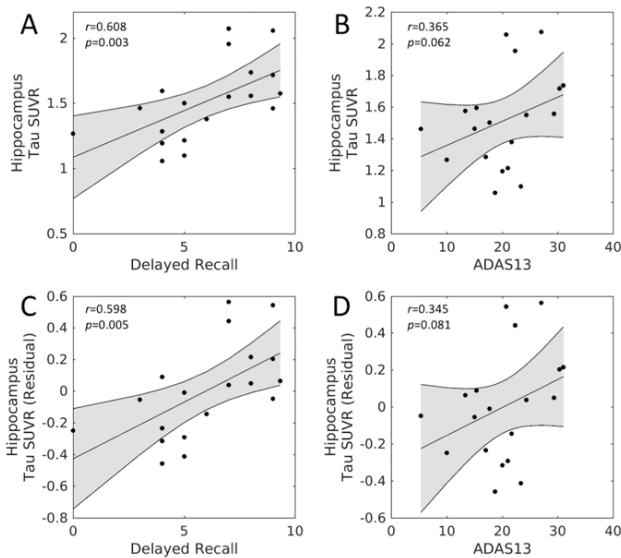 A
r=0.608
p=0.003
Hippocampus
Tau SUVR
2
1.5
1
0.5
0
5
10
Delayed Recall
B
r=0.365
p=0.062
Hippocampus
Tau SUVR
2.2
2
1.8
1.6
1.4
1.2
1
0.8
0
10
20
30
40
ADAS13
C
r=0.598
p=0.005
Hippocampus
Tau SUVR (Residual)
0.6
0.4
0.2
0
-0.2
-0.4
-0.6
-0.8
0
5
10
Delayed Recall
D
r=0.345
p=0.081
Hippocampus
Tau SUVR (Residual)
0.6
0.4
0.2
0
-0.2
-0.4
-0.6
0
10
20
30
40
ADAS13